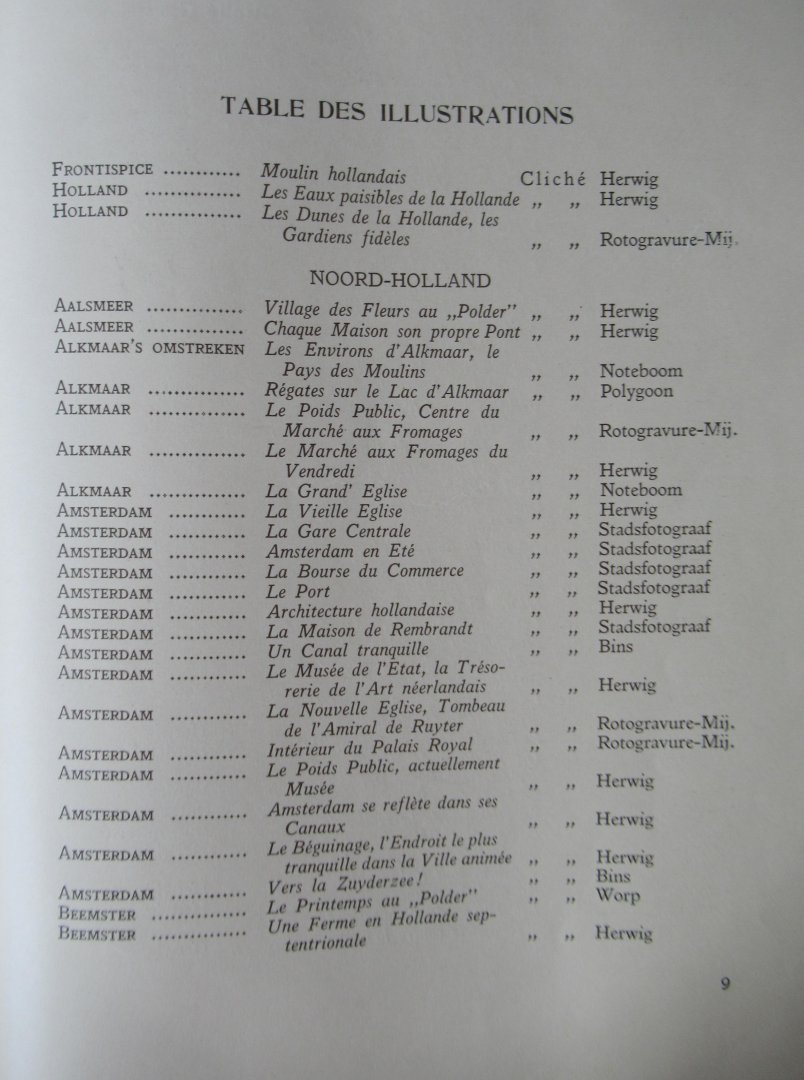 TABLE DES ILLUSTRATIONS
FRONTISPICE ............ Moulin hollandais Cliché Herwig
HOLLAND ............... Les Eaux paisibles de la Hollande „ „ Herwig
HOLLAND ............... Les Dunes de la Hollande, les
Gardiens fidèles „ „ Rotogravure-Mij.
NOORD-HOLLAND
AALSMEER ............... Village des Fleurs au „Polder” „ „ Herwig
AALSMEER ............... Chaque Maison son propre Pont „ „ Herwig
ALKMAAR'S OMSTREKEN Les Environs d'Alkmaar, le
Pays des Moulins „ „ Noteboom
ALKMAAR ............... Régates sur le Lac d'Alkmaar „ „ Polygoon
ALKMAAR ............... Le Poids Public, Centre du
Marché aux Fromages „ „ Rotogravure-Mij.
ALKMAAR ............... Le Marché aux Fromages du
Vendredi „ „ Herwig
ALKMAAR ............... La Grand' Eglise „ „ Noteboom
AMSTERDAM ............ La Vieille Eglise „ „ Herwig
AMSTERDAM ............ La Gare Centrale „ „ Stadsfotograaf
AMSTERDAM ............ Amsterdam en Eté „ „ Stadsfotograaf
AMSTERDAM ............ La Bourse du Commerce „ „ Stadsfotograaf
AMSTERDAM ............ Le Port „ „ Stadsfotograaf
AMSTERDAM ............ Architecture hollandaise „ „ Herwig
AMSTERDAM ............ La Maison de Rembrandt „ „ Stadsfotograaf
AMSTERDAM ............ Un Canal tranquille „ „ Bins
AMSTERDAM ............ Le Musée de l'Etat, la Tréso-
rerie de l'Art néerlandais „ „ Herwig
AMSTERDAM ............ La Nouvelle Eglise, Tombeau
de l'Amiral de Ruyter „ „ Rotogravure-Mij.
AMSTERDAM ............ Intérieur du Palais Royal „ „ Rotogravure-Mij.
AMSTERDAM ............ Le Poids Public, actuellement
Musée „ „ Herwig
AMSTERDAM ............ Amsterdam se reflète dans ses
Canaux „ „ Herwig
AMSTERDAM ............ Le Béguinage, l'Endroit le plus
tranquille dans la Ville animée „ „ Herwig
AMSTERDAM ............ Vers la Zuyderzee! „ „ Bins
BEEMSTER ............... Le Printemps au „Polder” „ „ Worp
BEEMSTER ............... Une Ferme en Hollande sep-
tentrionale „ „ Herwig
9